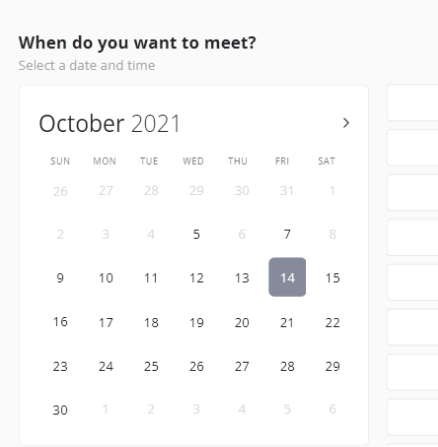 When do you want to meet?
Select a date and time
October 2021
SUN MON TUE WED THU FRI SAT
26 27 28 29 30 31 1
2 3 4 5 6 7 8
9 10 11 12 13 14 15
16 17 18 19 20 21 22
23 24 25 26 27 28 29
30 1 2 3 4 5 6